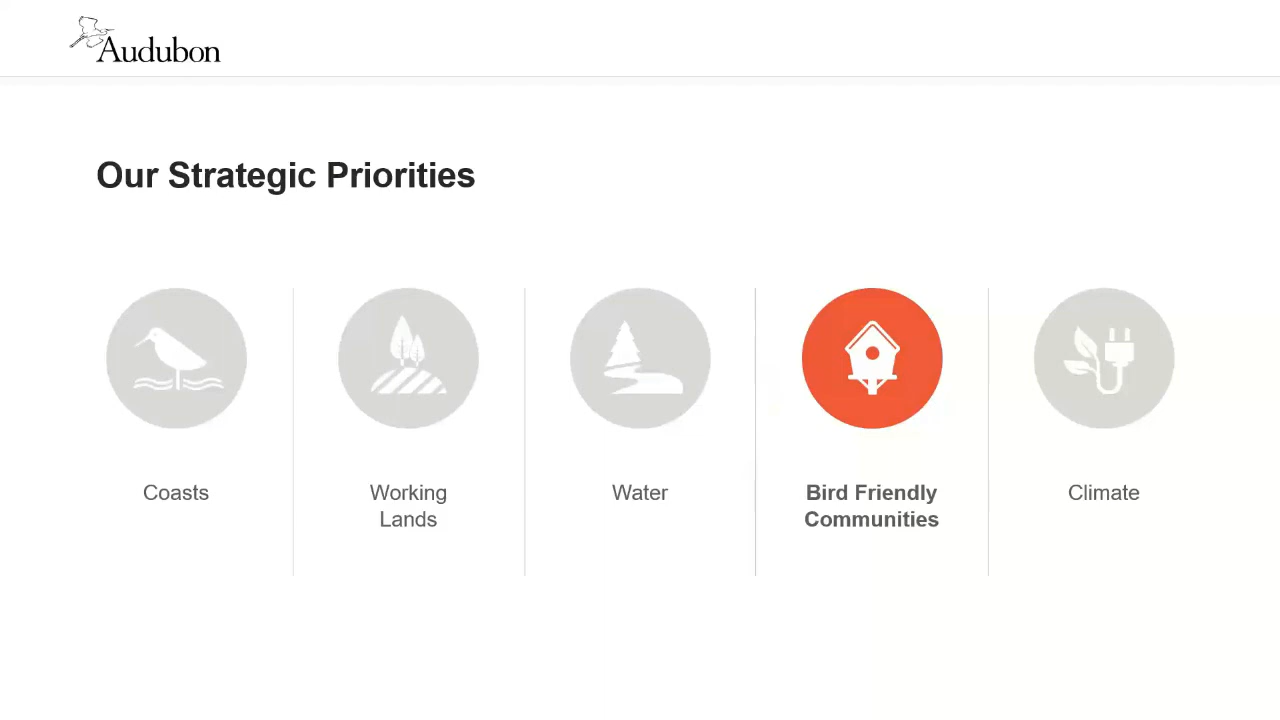 Audubon
Our Strategic Priorities
Coasts
Working
Lands
Water
Bird Friendly
Communities
Climate